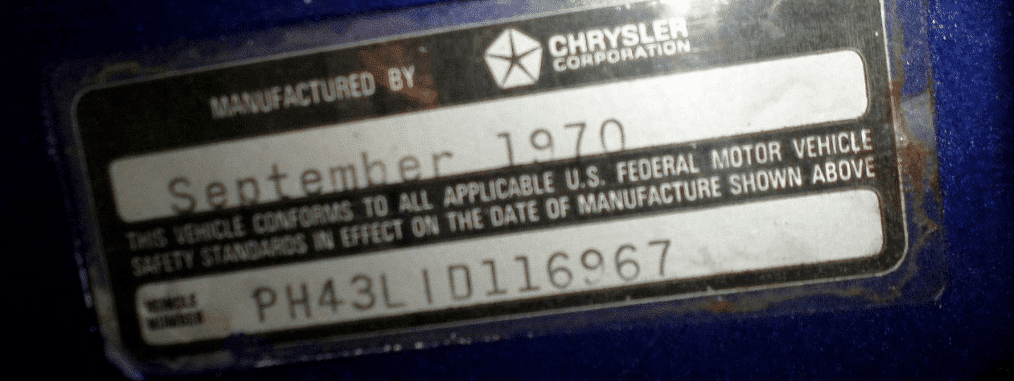 MANUFACTURED BY
CHRYSLER
CORPORATION
September 1970
THIS VEHICLE CONFORMS TO ALL APPLICABLE U.S. FEDERAL MOTOR VEHICLE
SAFETY STANDARDS IN EFFECT ON THE DATE OF MANUFACTURE SHOWN ABOVE
VEHICLE
NUMBER
PH43L1D116967